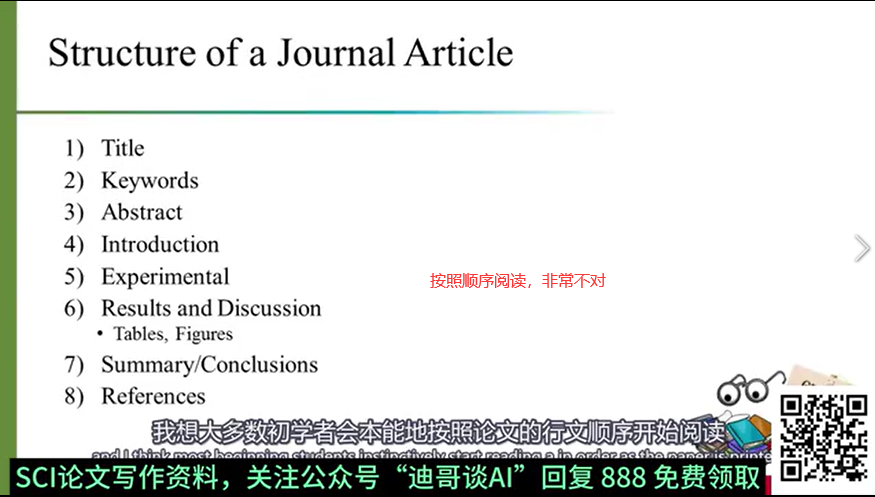 Structure of a Journal Article
1) Title
2) Keywords
3) Abstract
4) Introduction
5) Experimental
按照顺序阅读，非常不对
6) Results and Discussion
• Tables, Figures
7) Summary/Conclusions
8) References
我想大多数初学者会本能地按照论文的行文顺序开始阅读
and I think most beginning students instinctively start reading a in order as the paper is printe
SCI论文写作资料，关注公众号“迪哥谈AI”回复 888 免费领取